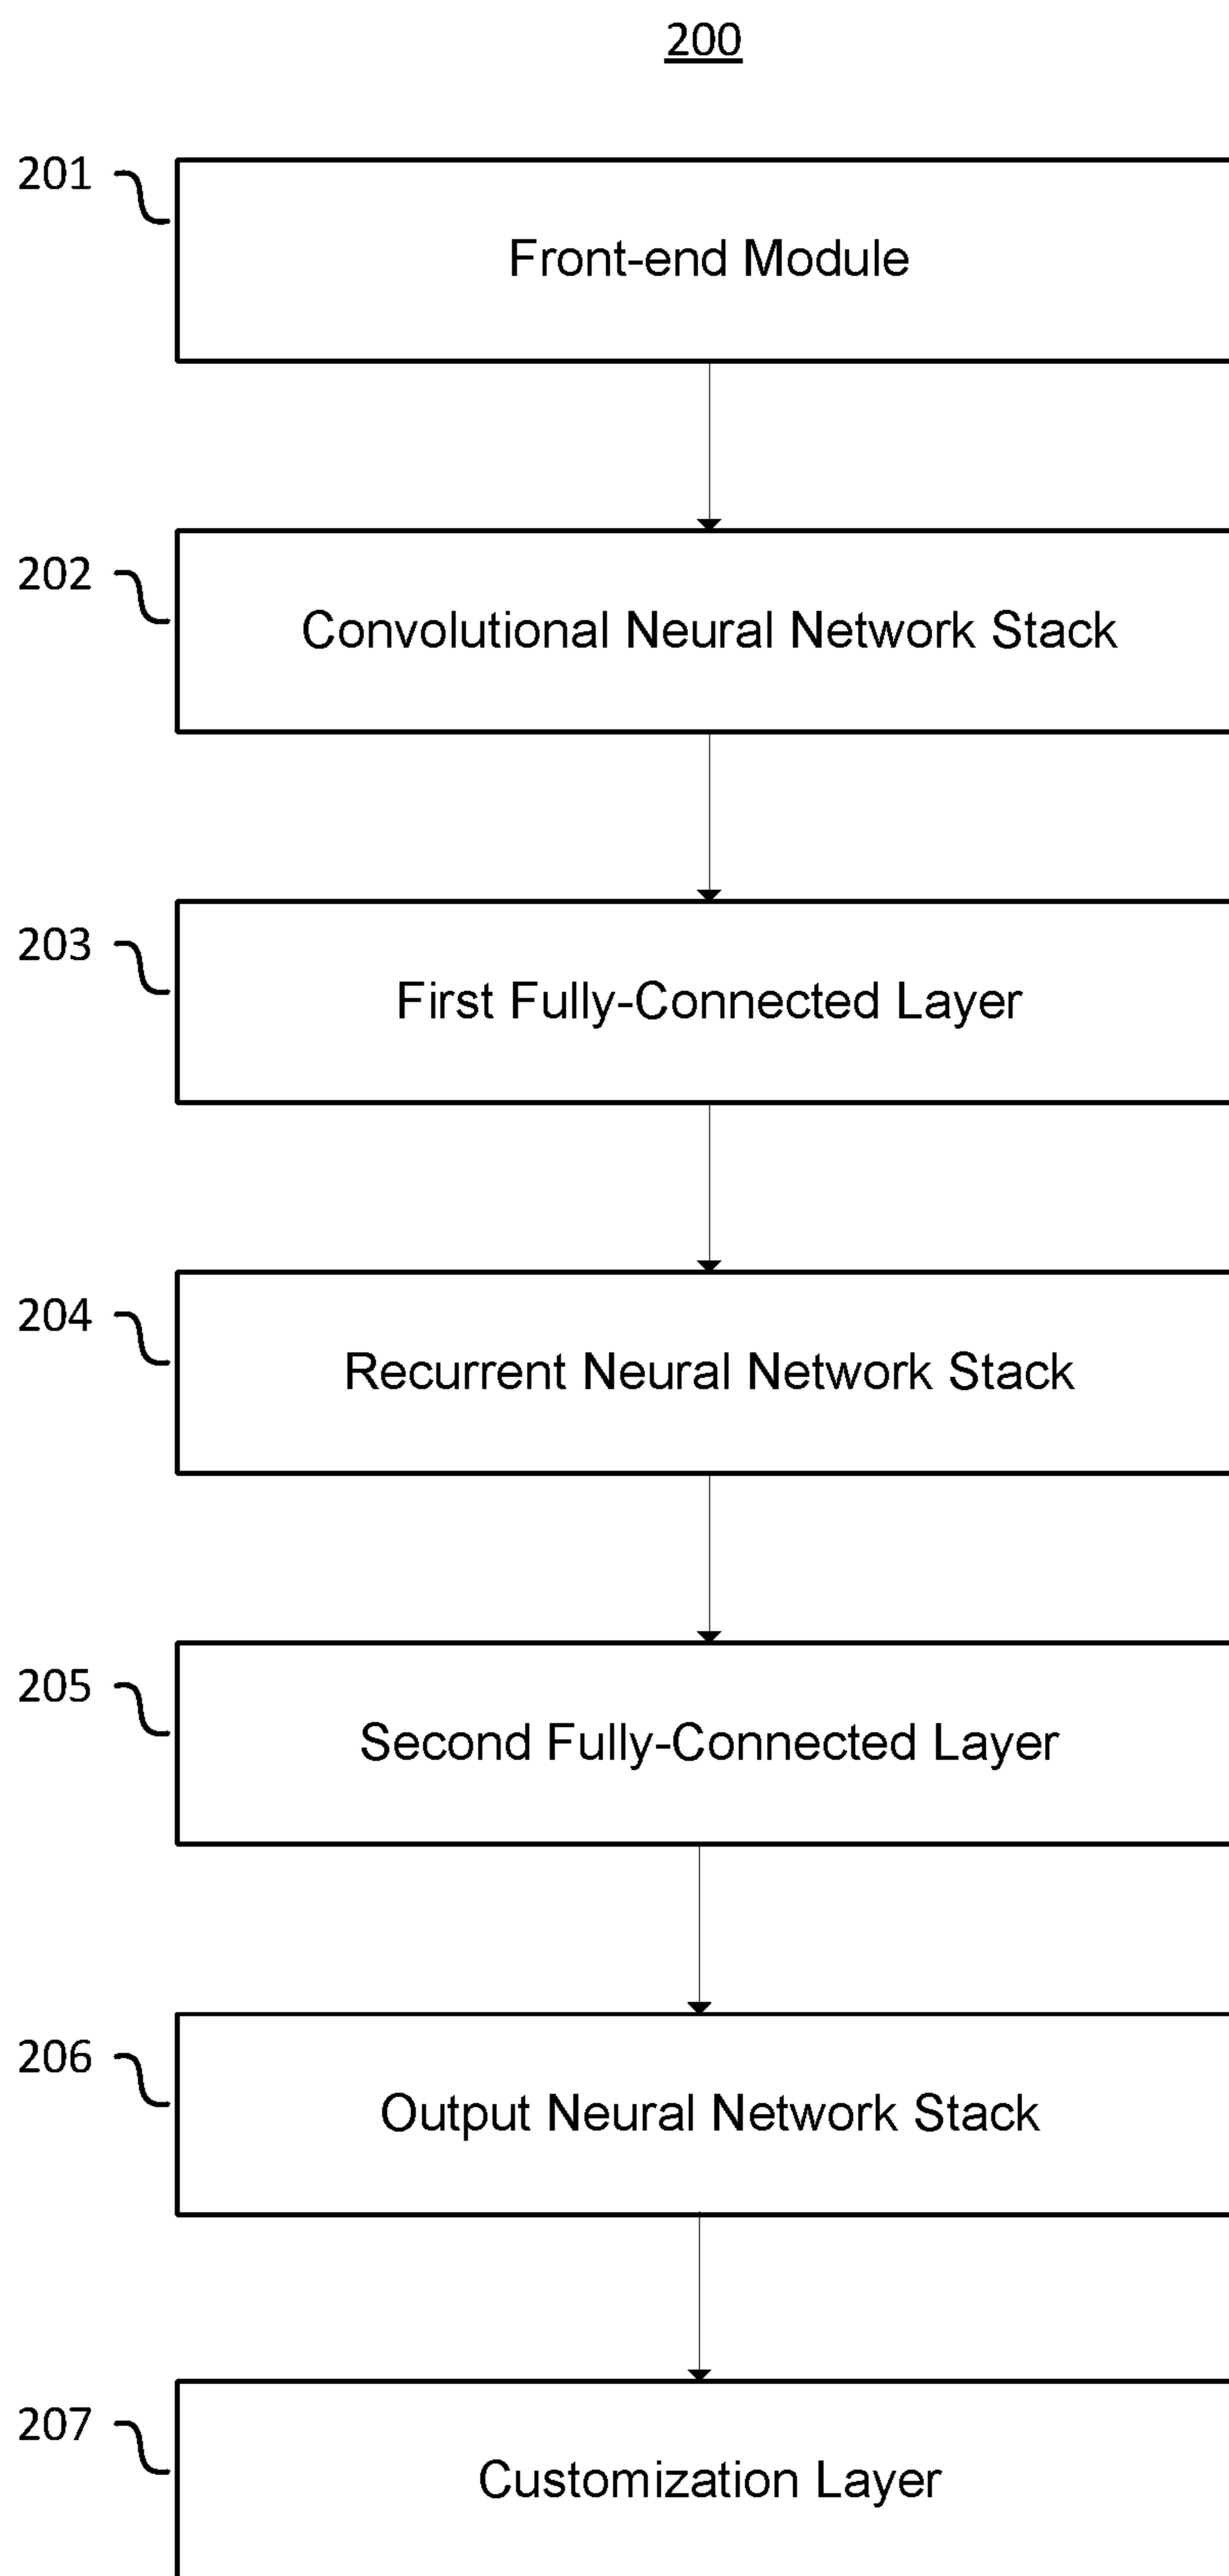 200
201
Front-end Module
202
Convolutional Neural Network Stack
203
First Fully-Connected Layer
204
Recurrent Neural Network Stack
205
Second Fully-Connected Layer
206
Output Neural Network Stack
207
Customization Layer